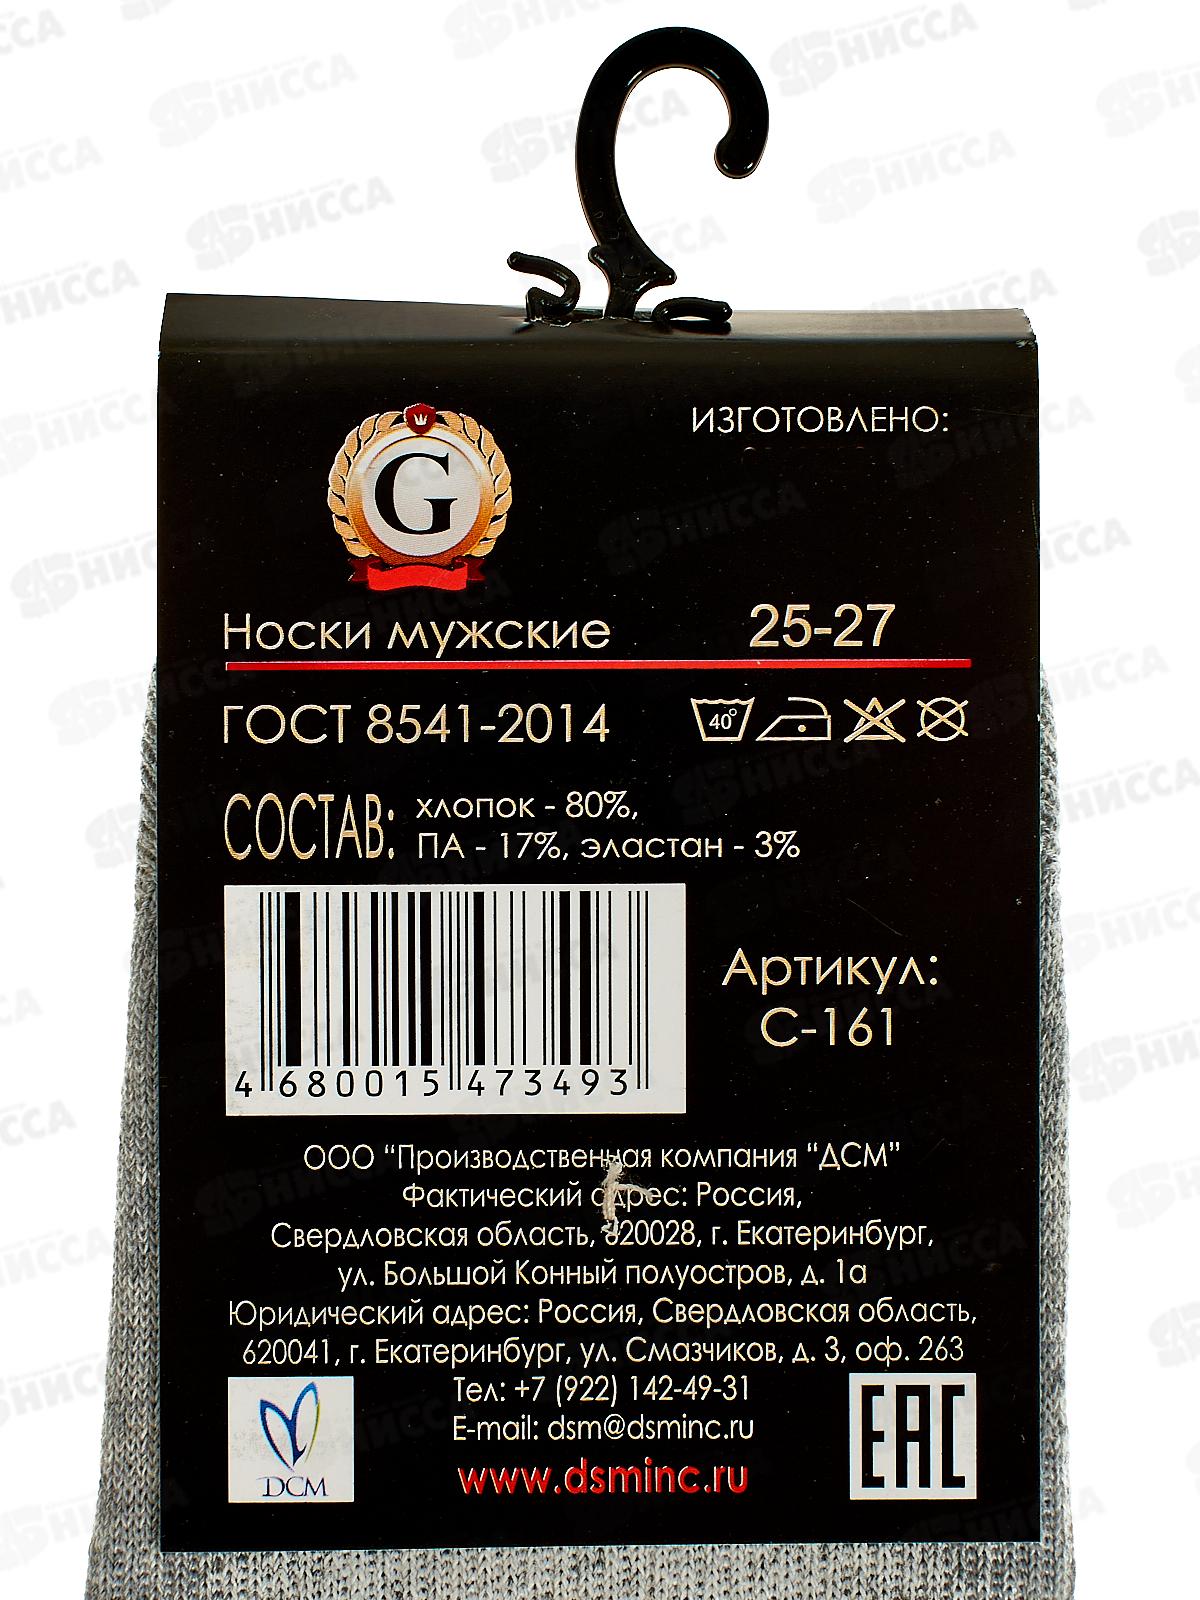 G
ИЗГОТОВЛЕНО:
Носки мужские 25-27
ГОСТ 8541-2014 40°
СОСТАВ: хлопок - 80%,
ПА - 17%, эластан - 3%
4 680015 473493
Артикул:
С-161
ООО “Производственная компания “ДСМ”
Фактический адрес: Россия,
Свердловская область, 620028, г. Екатеринбург,
ул. Большой Конный полуостров, д. 1а
Юридический адрес: Россия, Свердловская область,
620041, г. Екатеринбург, ул. Смазчиков, д. 3, оф. 263
Тел: +7 (922) 142-49-31
E-mail: dsm@dsminc.ru
www.dsminc.ru
ДСМ
EAC
НИССА